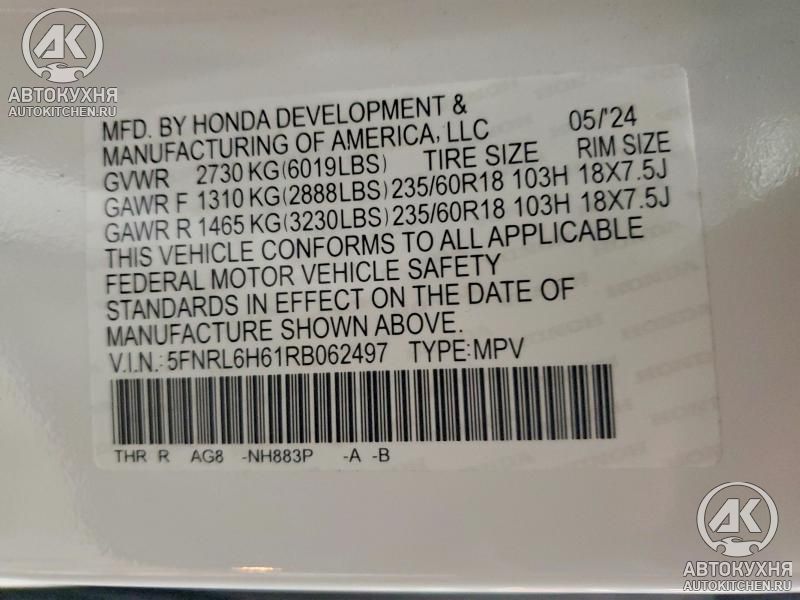 AK
АВТОКУХНЯ
AUTOKITCHEN.RU
MFD. BY HONDA DEVELOPMENT &
MANUFACTURING OF AMERICA, LLC 05/'24
GVWR 2730 KG(6019LBS) TIRE SIZE RIM SIZE
GAWR F 1310 KG(2888LBS) 235/60R18 103H 18X7.5J
GAWR R 1465 KG(3230LBS) 235/60R18 103H 18X7.5J
THIS VEHICLE CONFORMS TO ALL APPLICABLE
FEDERAL MOTOR VEHICLE SAFETY
STANDARDS IN EFFECT ON THE DATE OF
MANUFACTURE SHOWN ABOVE.
V.I.N.: 5FNRL6H61RB062497 TYPE: MPV
THR R AG8 -NH883P -A -B
AK
АВТОКУХНЯ
AUTOKITCHEN.RU